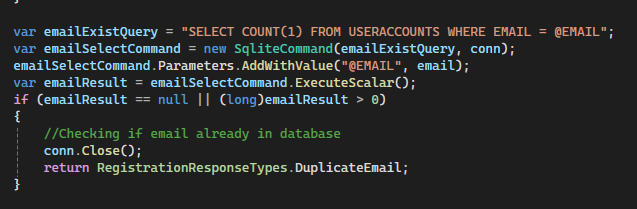 var emailExistQuery = "SELECT COUNT(1) FROM USERACCOUNTS WHERE EMAIL = @EMAIL";
var emailSelectCommand = new SqliteCommand(emailExistQuery, conn);
emailSelectCommand.Parameters.AddWithValue("@EMAIL", email);
var emailResult = emailSelectCommand.ExecuteScalar();
if (emailResult == null || (long)emailResult > 0)
{
    //Checking if email already in database
    conn.Close();
    return RegistrationResponseTypes.DuplicateEmail;
}